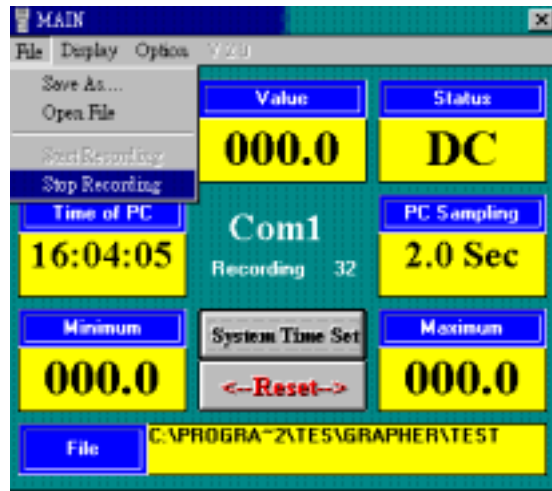 MAIN
File Display Option V 2.0
Save As....
Open File
Start Recording
Stop Recording
Value
000.0
Status
DC
Time of PC
16:04:05
Com1
Recording 32
PC Sampling
2.0 Sec
Minimum
000.0
System Time Set
<--Reset-->
Maximum
000.0
File
C:\PROGRA~2\TES\GRAPHER\TEST